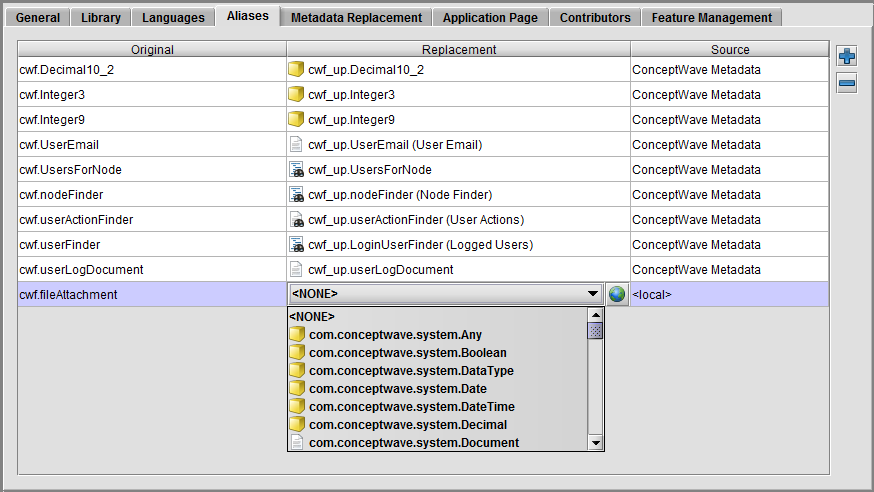 General Library Languages Aliases Metadata Replacement Application Page Contributors Feature Management
Original Replacement Source
cwf.Decimal10_2 cwf_up.Decimal10_2 ConceptWave Metadata
cwf.Integer3 cwf_up.Integer3 ConceptWave Metadata
cwf.Integer9 cwf_up.Integer9 ConceptWave Metadata
cwf.UserEmail cwf_up.UserEmail (User Email) ConceptWave Metadata
cwf.UsersForNode cwf_up.UsersForNode ConceptWave Metadata
cwf.nodeFinder cwf_up.nodeFinder (Node Finder) ConceptWave Metadata
cwf.userActionFinder cwf_up.userActionFinder (User Actions) ConceptWave Metadata
cwf.userFinder cwf_up.LoginUserFinder (Logged Users) ConceptWave Metadata
cwf.userLogDocument cwf_up.userLogDocument ConceptWave Metadata
cwf.fileAttachment <NONE> <local>
<NONE>
com.conceptwave.system.Any
com.conceptwave.system.Boolean
com.conceptwave.system.DataType
com.conceptwave.system.Date
com.conceptwave.system.DateTime
com.conceptwave.system.Decimal
com.conceptwave.system.Document